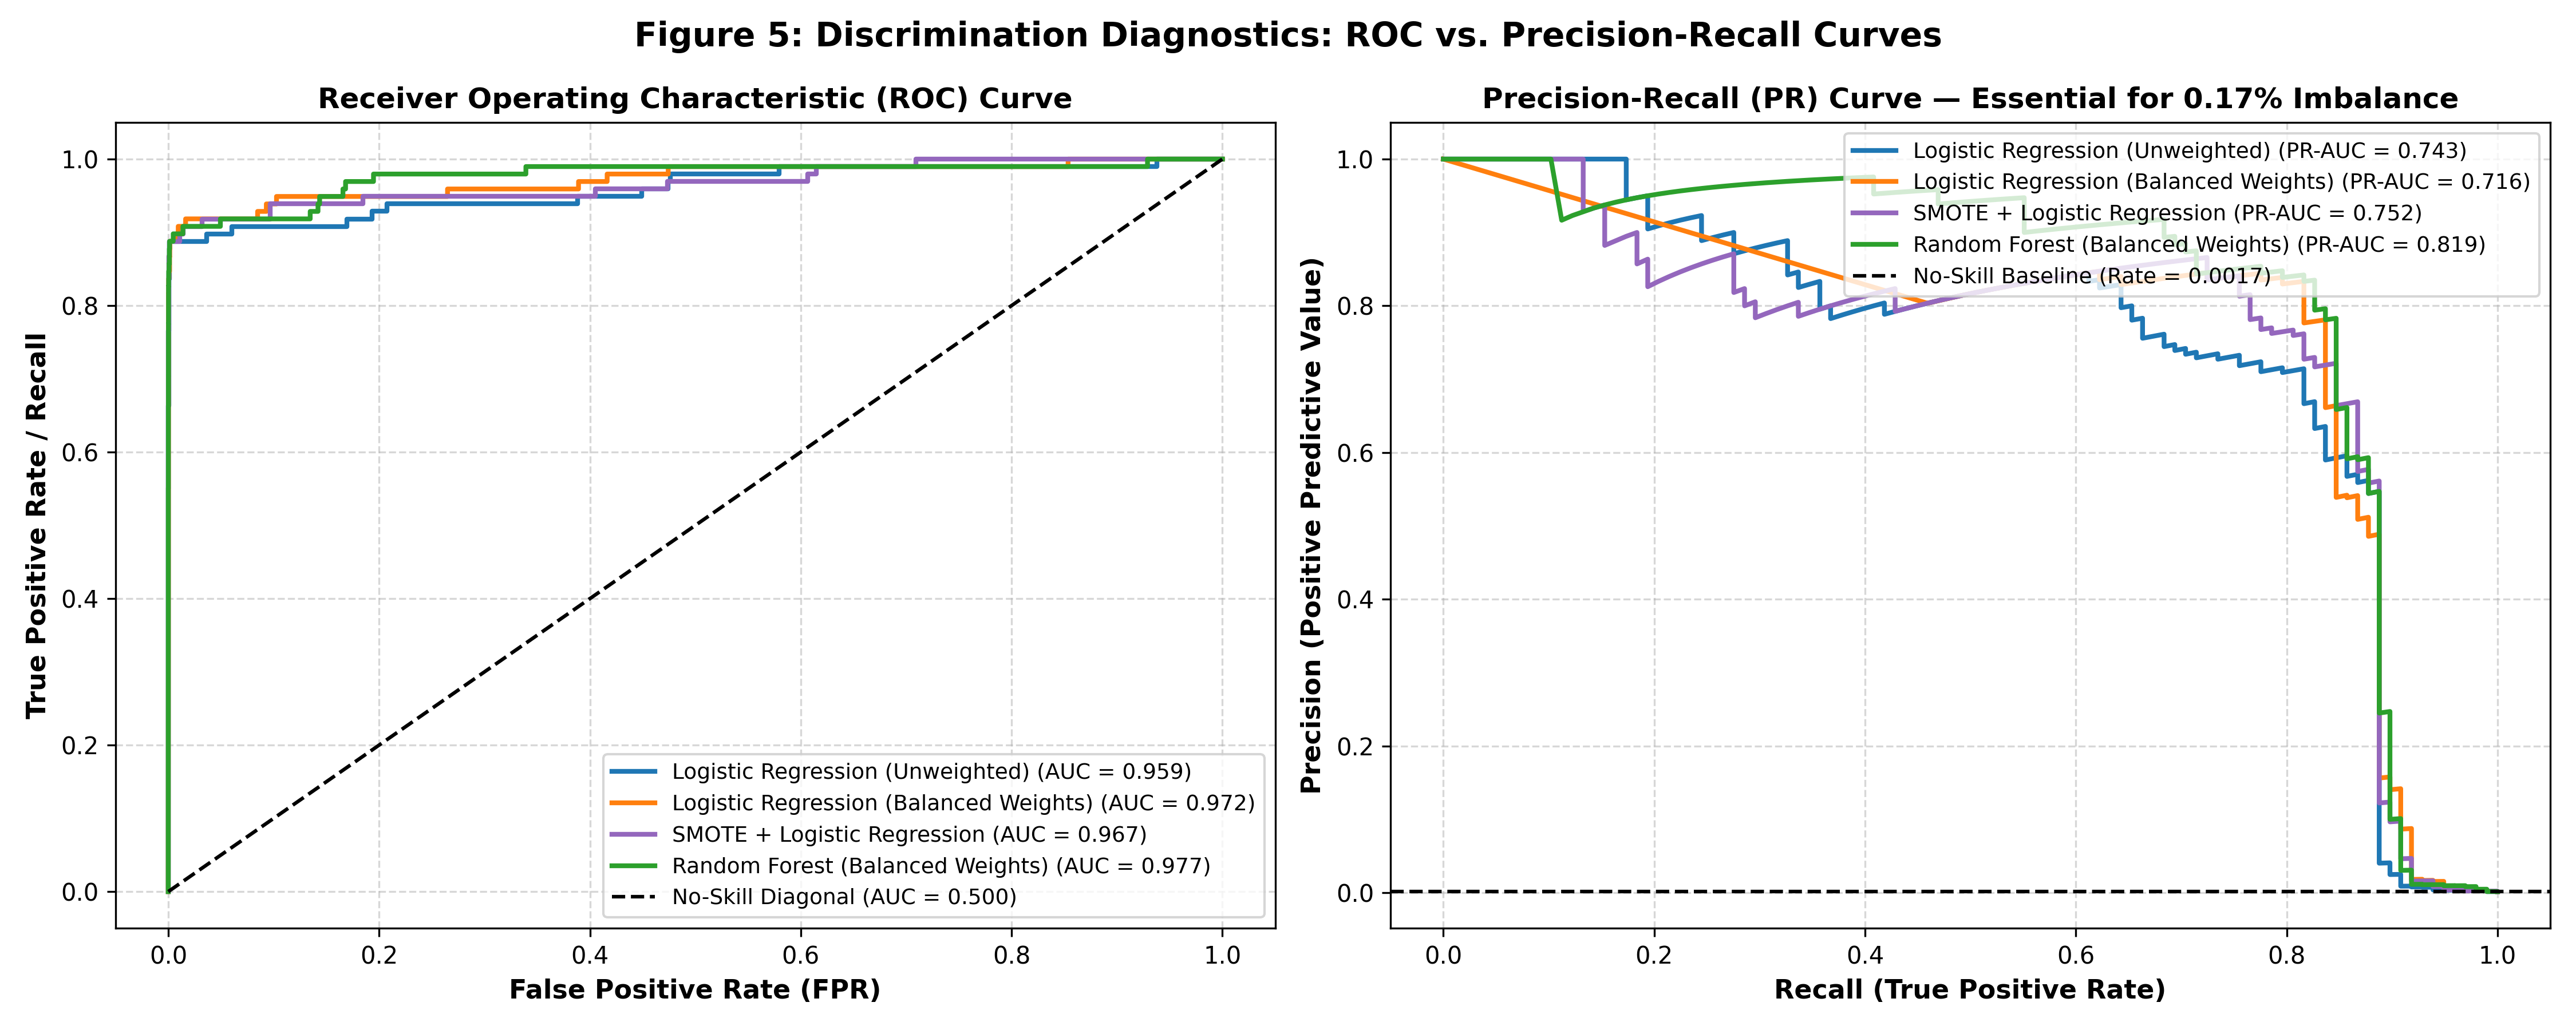 Figure 5: Discrimination Diagnostics: ROC vs. Precision-Recall Curves
Receiver Operating Characteristic (ROC) Curve
True Positive Rate / Recall
1.0
0.8
0.6
0.4
0.2
0.0
Logistic Regression (Unweighted) (AUC = 0.959)
Logistic Regression (Balanced Weights) (AUC = 0.972)
SMOTE + Logistic Regression (AUC = 0.967)
Random Forest (Balanced Weights) (AUC = 0.977)
No-Skill Diagonal (AUC = 0.500)
0.0 0.2 0.4 0.6 0.8 1.0
False Positive Rate (FPR)
Precision-Recall (PR) Curve — Essential for 0.17% Imbalance
Precision (Positive Predictive Value)
1.0
0.8
0.6
0.4
0.2
0.0
Logistic Regression (Unweighted) (PR-AUC = 0.743)
Logistic Regression (Balanced Weights) (PR-AUC = 0.716)
SMOTE + Logistic Regression (PR-AUC = 0.752)
Random Forest (Balanced Weights) (PR-AUC = 0.819)
No-Skill Baseline (Rate = 0.0017)
0.0 0.2 0.4 0.6 0.8 1.0
Recall (True Positive Rate)